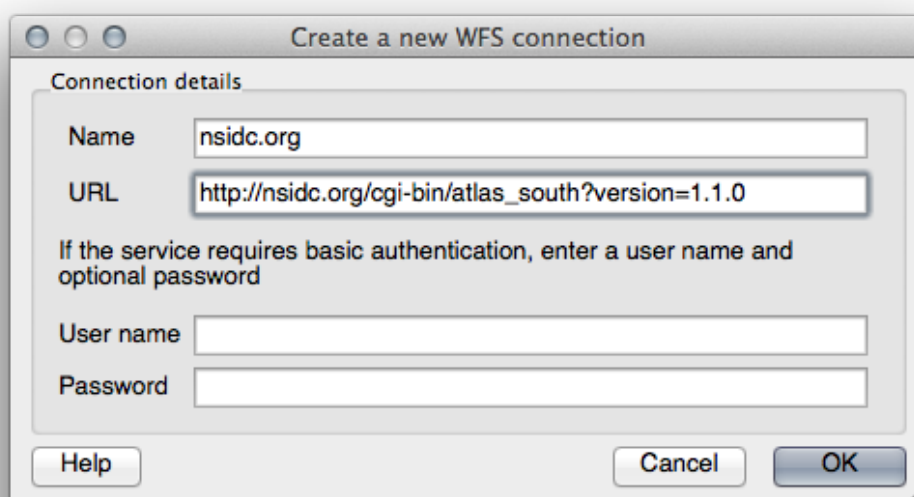 Create a new WFS connection
Connection details
Name nsidc.org
URL http://nsidc.org/cgi-bin/atlas_south?version=1.1.0
If the service requires basic authentication, enter a user name and
optional password
User name
Password
Help Cancel OK